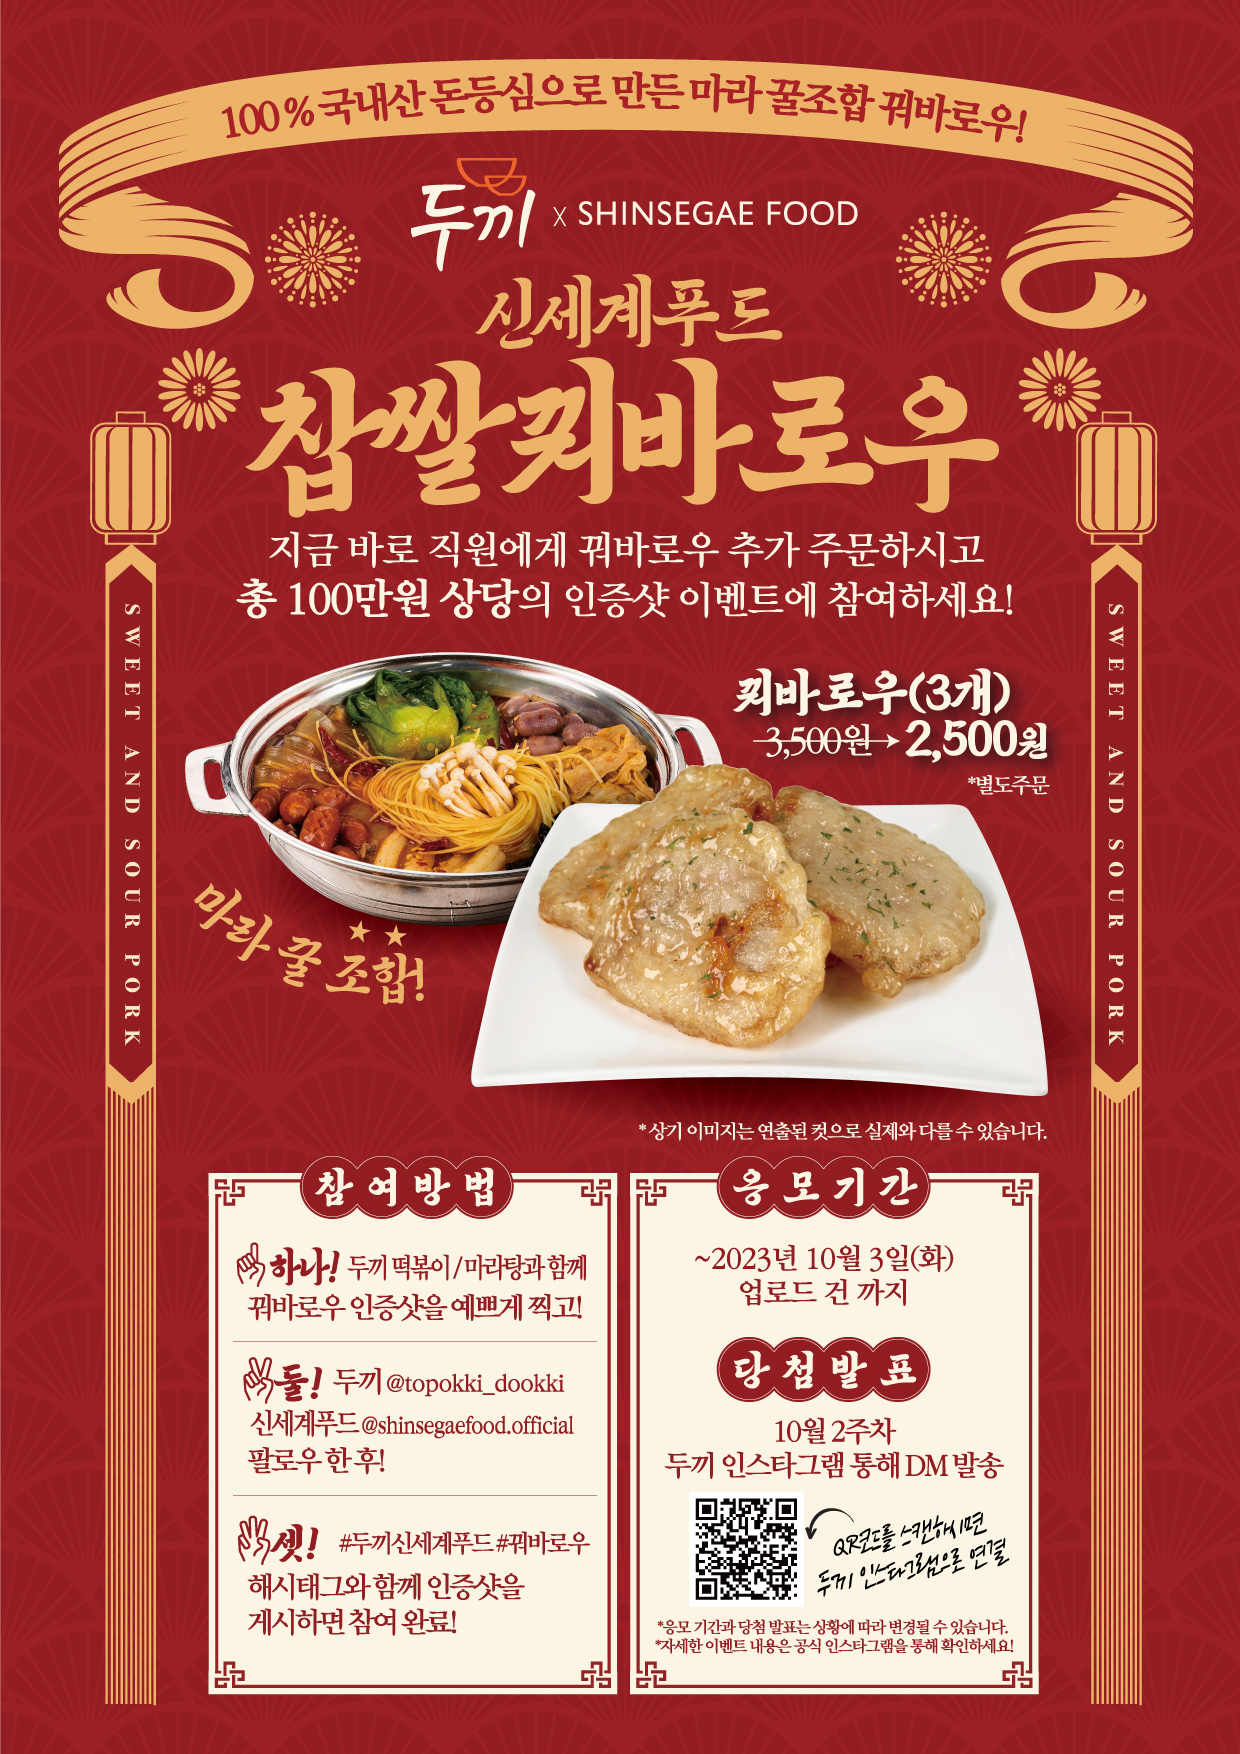 100% 국내산 돈등심으로 만든 마라 꿀조합 꿔바로우!
두끼 X SHINSEGAE FOOD
신세계푸드
찹쌀꿔바로우
지금 바로 직원에게 꿔바로우 추가 주문하시고
총 100만원 상당의 인증샷 이벤트에 참여하세요!
SWEET AND SOUR PORK
SWEET AND SOUR PORK
꿔바로우(3개)
3,500원→2,500원
*별도주문
마라 꿀 조합!
*상기 이미지는 연출된 컷으로 실제와 다를 수 있습니다.
참여방법
하나! 두끼 떡볶이/마라탕과 함께
꿔바로우 인증샷을 예쁘게 찍고!
둘! 두끼 @topokki_dookki
신세계푸드 @shinsegaefood.official
팔로우 한 후!
셋! #두끼신세계푸드 #꿔바로우
해시태그와 함께 인증샷을
게시하면 참여 완료!
응모기간
~2023년 10월 3일(화)
업로드 건 까지
당첨발표
10월 2주차
두끼 인스타그램 통해 DM 발송
QR코드를 스캔하시면
두끼 인스타그램으로 연결
*응모 기간과 당첨 발표는 상황에 따라 변경될 수 있습니다.
*자세한 이벤트 내용은 공식 인스타그램을 통해 확인하세요!